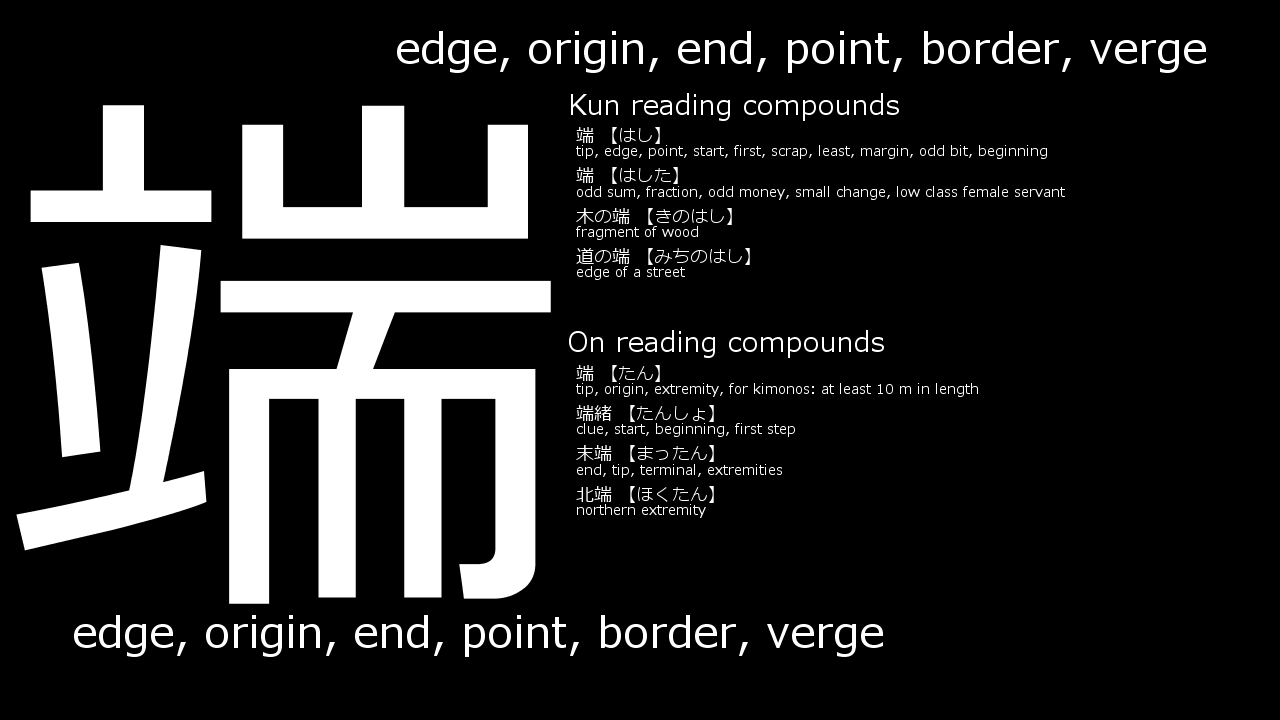 edge, origin, end, point, border, verge
端
Kun reading compounds
端 【はし】
tip, edge, point, start, first, scrap, least, margin, odd bit, beginning
端 【はした】
odd sum, fraction, odd money, small change, low class female servant
木の端 【きのはし】
fragment of wood
道の端 【みちのはし】
edge of a street
On reading compounds
端 【たん】
tip, origin, extremity, for kimonos: at least 10 m in length
端緒 【たんしょ】
clue, start, beginning, first step
末端 【まったん】
end, tip, terminal, extremities
北端 【ほくたん】
northern extremity
edge, origin, end, point, border, verge